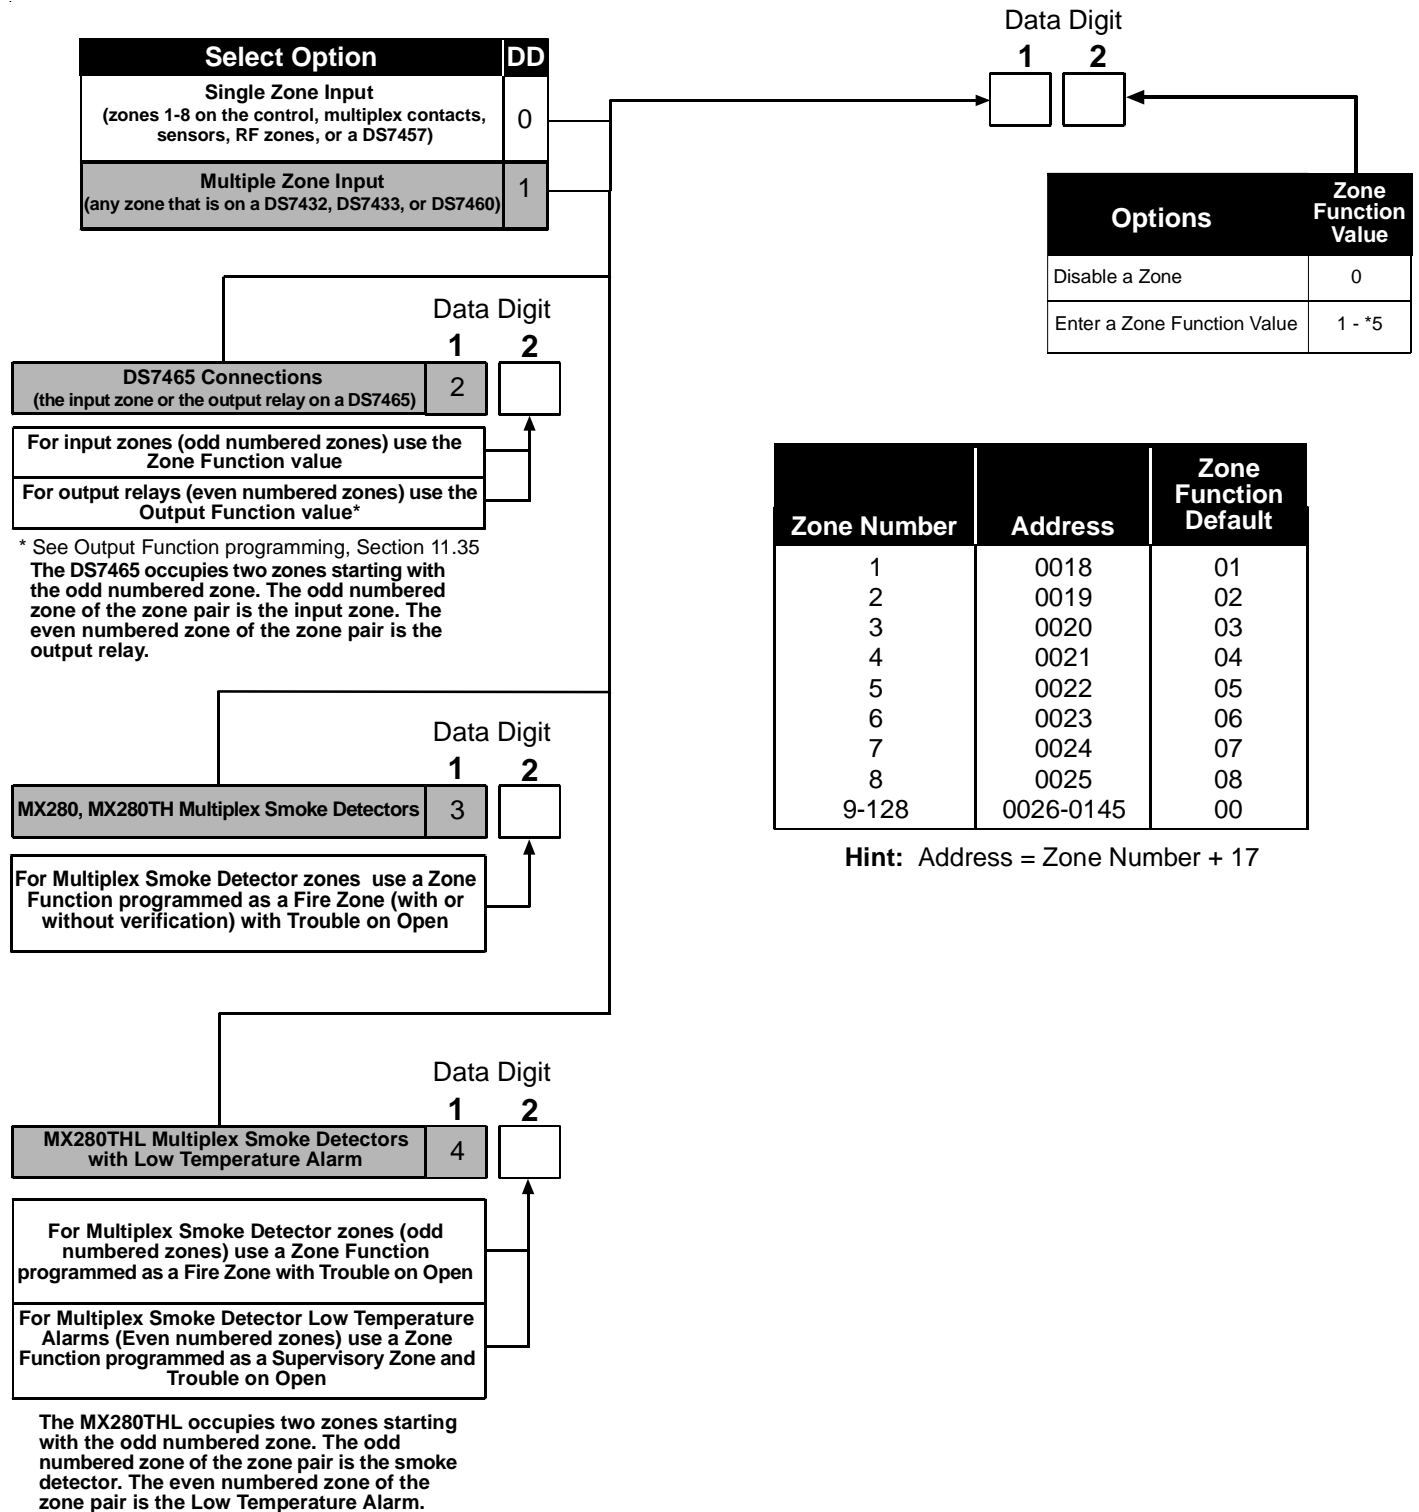 Select Option DD
Single Zone Input
(zones 1-8 on the control, multiplex contacts,
sensors, RF zones, or a DS7457)
0
Multiple Zone Input
(any zone that is on a DS7432, DS7433, or DS7460)
1
Data Digit
1 2
Options
Zone
Function
Value
Disable a Zone 0
Enter a Zone Function Value 1 - *5
Data Digit
1 2
DS7465 Connections
(the input zone or the output relay on a DS7465)
2
For input zones (odd numbered zones) use the
Zone Function value
For output relays (even numbered zones) use the
Output Function value*
* See Output Function programming, Section 11.35
The DS7465 occupies two zones starting with
the odd numbered zone. The odd numbered
zone of the zone pair is the input zone. The
even numbered zone of the zone pair is the
output relay.
Zone Number Address
Zone
Function
Default
1 0018 01
2 0019 02
3 0020 03
4 0021 04
5 0022 05
6 0023 06
7 0024 07
8 0025 08
9-128 0026-0145 00
Hint: Address = Zone Number + 17
Data Digit
1 2
MX280, MX280TH Multiplex Smoke Detectors 3
For Multiplex Smoke Detector zones use a Zone
Function programmed as a Fire Zone (with or
without verification) with Trouble on Open
Data Digit
1 2
MX280THL Multiplex Smoke Detectors
with Low Temperature Alarm
4
For Multiplex Smoke Detector zones (odd
numbered zones) use a Zone Function
programmed as a Fire Zone with Trouble on Open
For Multiplex Smoke Detector Low Temperature
Alarms (Even numbered zones) use a Zone
Function programmed as a Supervisory Zone and
Trouble on Open
The MX280THL occupies two zones starting
with the odd numbered zone. The odd
numbered zone of the zone pair is the smoke
detector. The even numbered zone of the
zone pair is the Low Temperature Alarm.